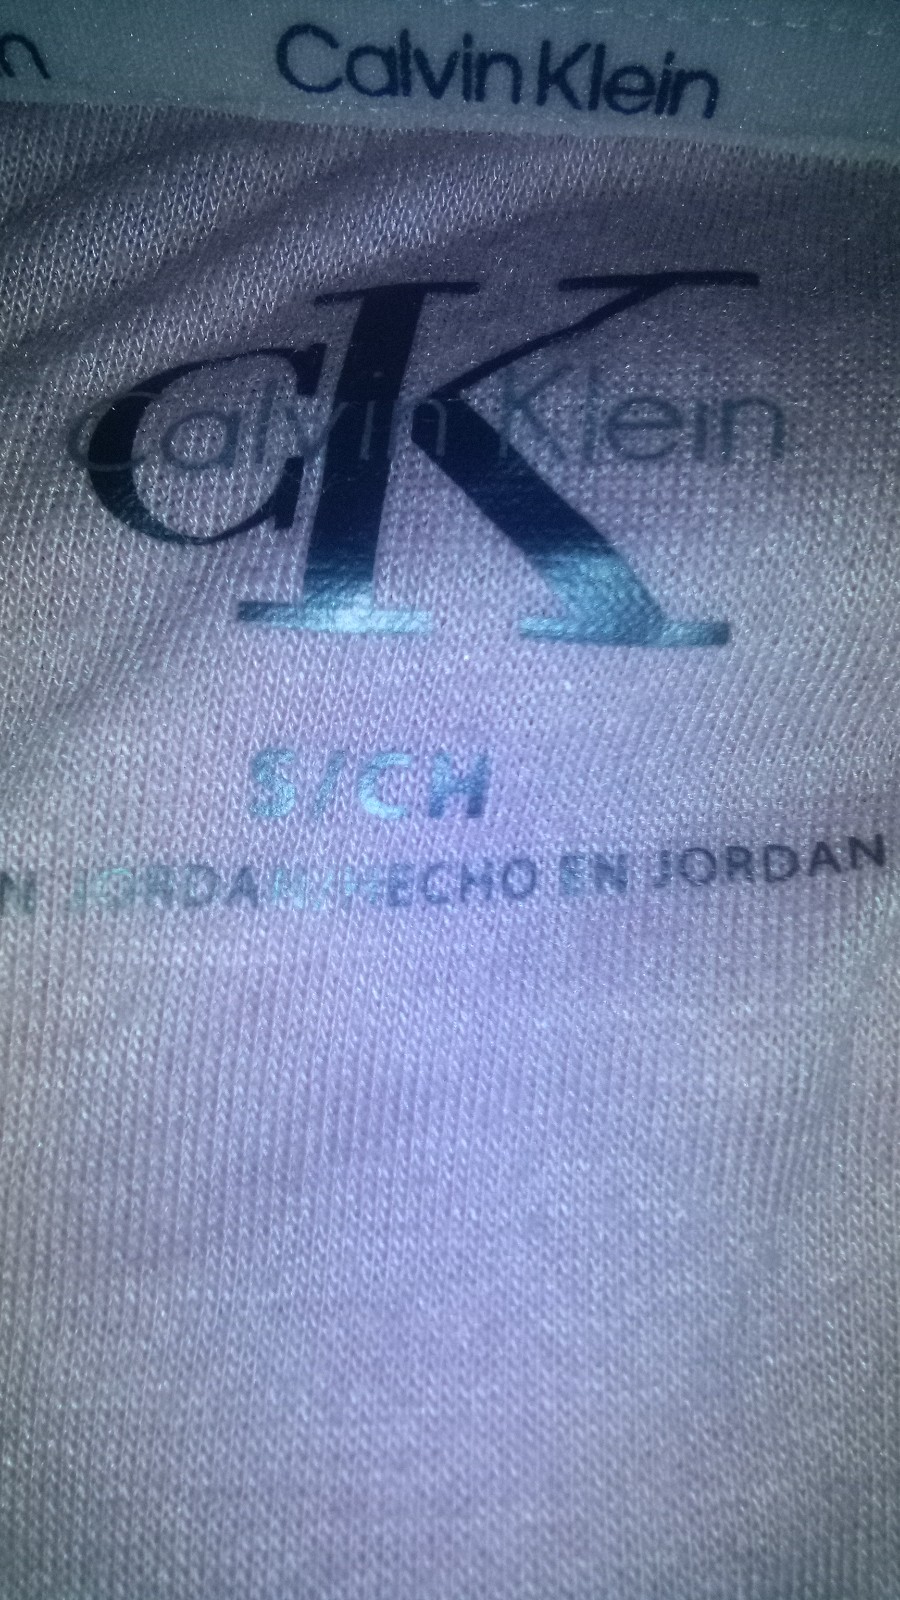 n Calvin Klein
CK
Calvin Klein
S/CH
N JORDAN/HECHO EN JORDAN